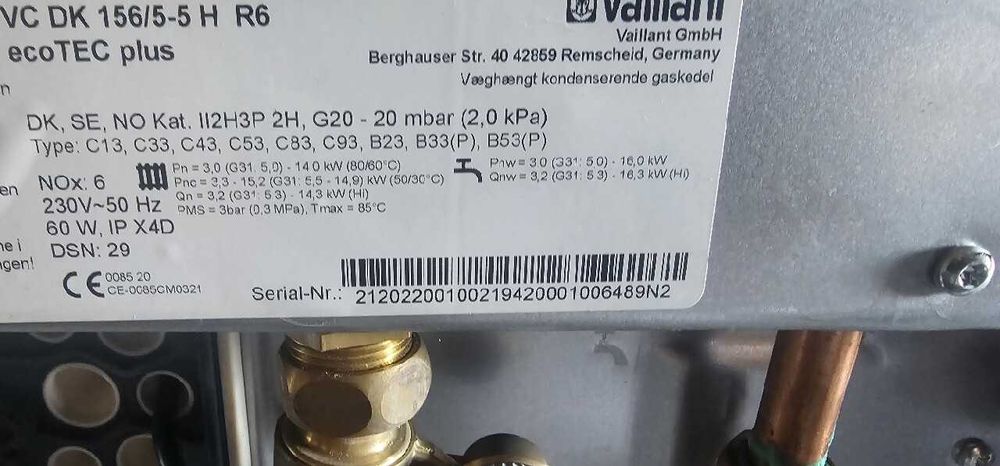 VC DK 156/5-5 H R6
ecoTEC plus
Vaillant
Vaillant GmbH
Berghauser Str. 40 42859 Remscheid, Germany
Væghængt kondenserende gaskedel
DK, SE, NO Kat. II2H3P 2H, G20 - 20 mbar (2,0 kPa)
Type: C13, C33, C43, C53, C83, C93, B23, B33(P), B53(P)
Pn = 3,0 (G31: 5,0) - 14,0 kW (80/60°C)
Pnc = 3,3 - 15,2 (G31: 5,5 - 14,9) kW (50/30°C)
Qn = 3,2 (G31: 5,3) - 14,3 kW (Hi)
PMS = 3bar (0,3 MPa), Tmax = 85°C
Pnw = 3,0 (G31: 5,0) - 16,0 kW
Qnw = 3,2 (G31: 5,3) - 16,3 kW (Hi)
NOx: 6
230V~50 Hz
60 W, IP X4D
DSN: 29
CE 0085 20
CE-0085CM0321
Serial-Nr.: 21202200100219420001006489N2